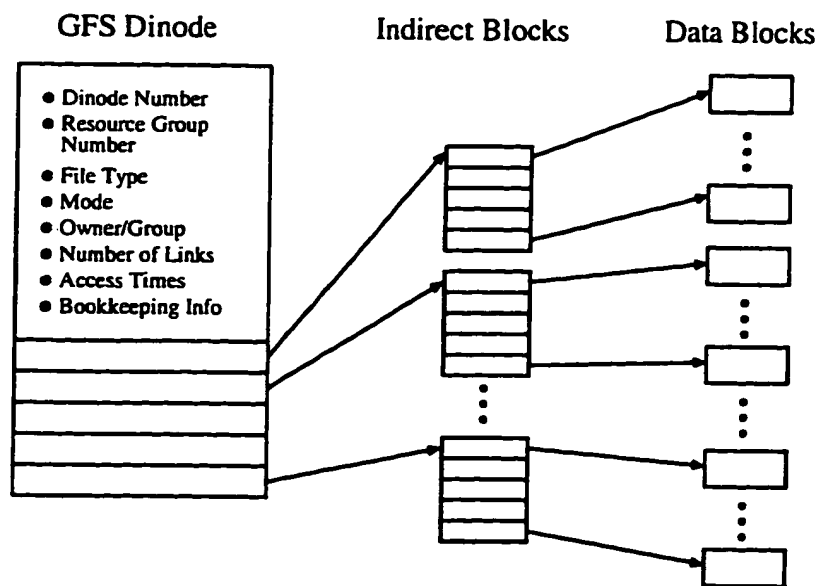 GFS Dinode
Indirect Blocks
Data Blocks
• Dinode Number
• Resource Group
Number
• File Type
• Mode
• Owner/Group
• Number of Links
• Access Times
• Bookkeeping Info